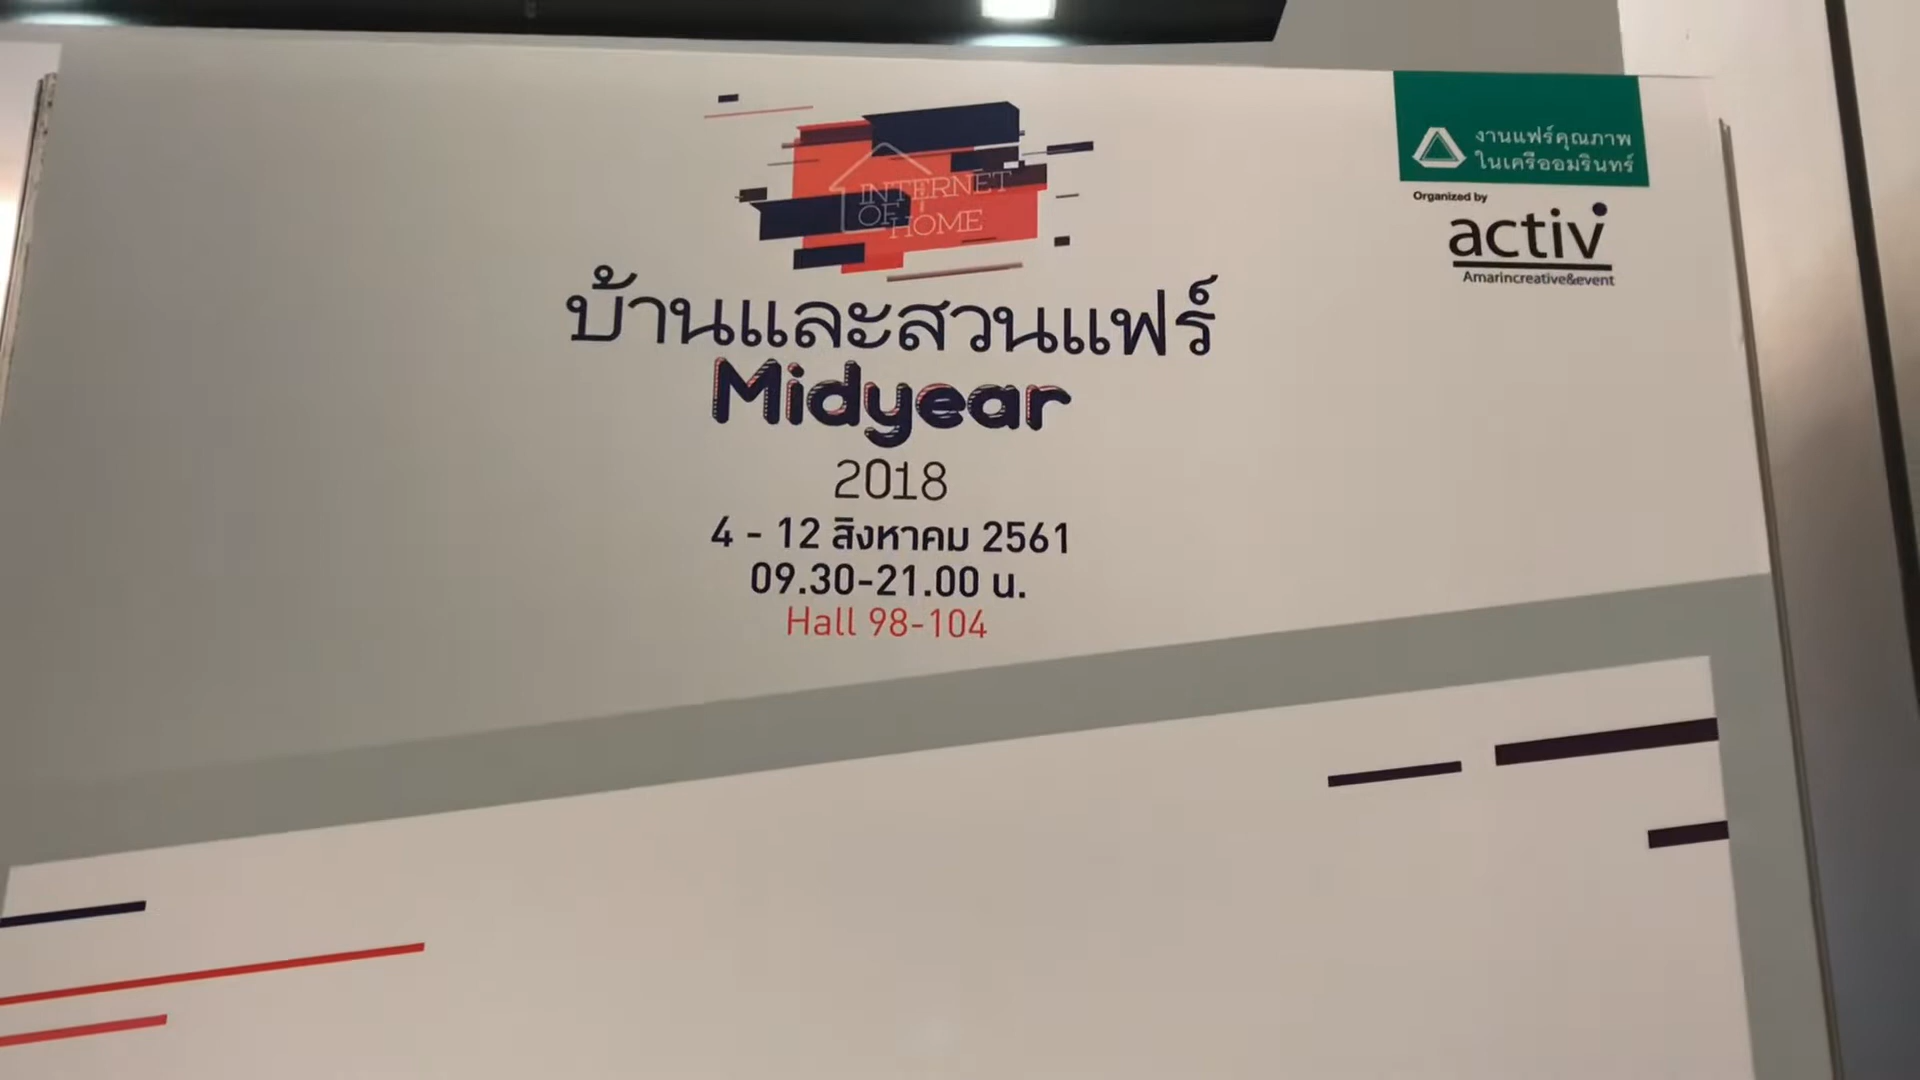 INTERNET
OF HOME
บ้านและสวนแฟร์
Midyear
2018
4 - 12 สิงหาคม 2561
09.30-21.00 น.
Hall 98-104
งานแฟร์คุณภาพ
ในเครืออมรินทร์
Organized by
activ
Amarincreative&event